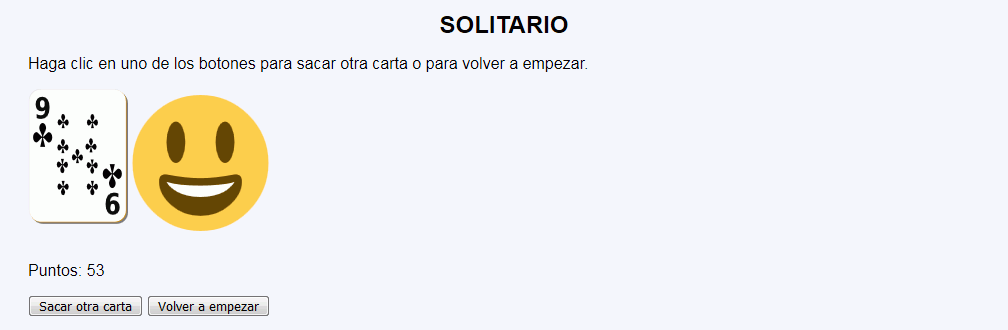 SOLITARIO
Haga clic en uno de los botones para sacar otra carta o para volver a empezar.
9
9
Puntos: 53
Sacar otra carta Volver a empezar